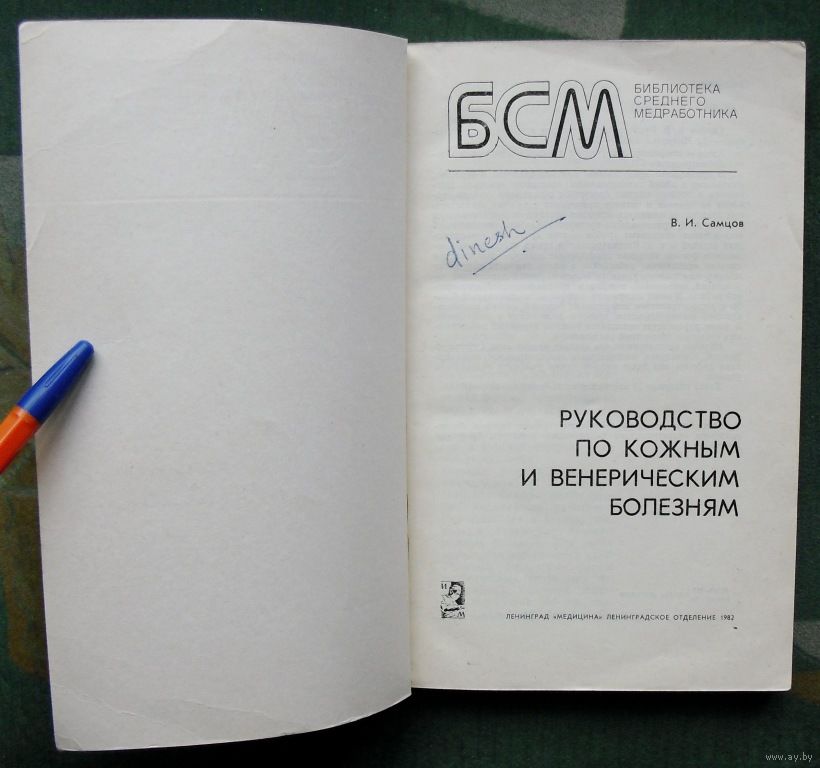 БСМ
БИБЛИОТЕКА
СРЕДНЕГО
МЕДРАБОТНИКА
В. И. Самцов
dinesh
РУКОВОДСТВО
ПО КОЖНЫМ
И ВЕНЕРИЧЕСКИМ
БОЛЕЗНЯМ
И
М
ЛЕНИНГРАД «МЕДИЦИНА» ЛЕНИНГРАДСКОЕ ОТДЕЛЕНИЕ 1982
www.ay.by